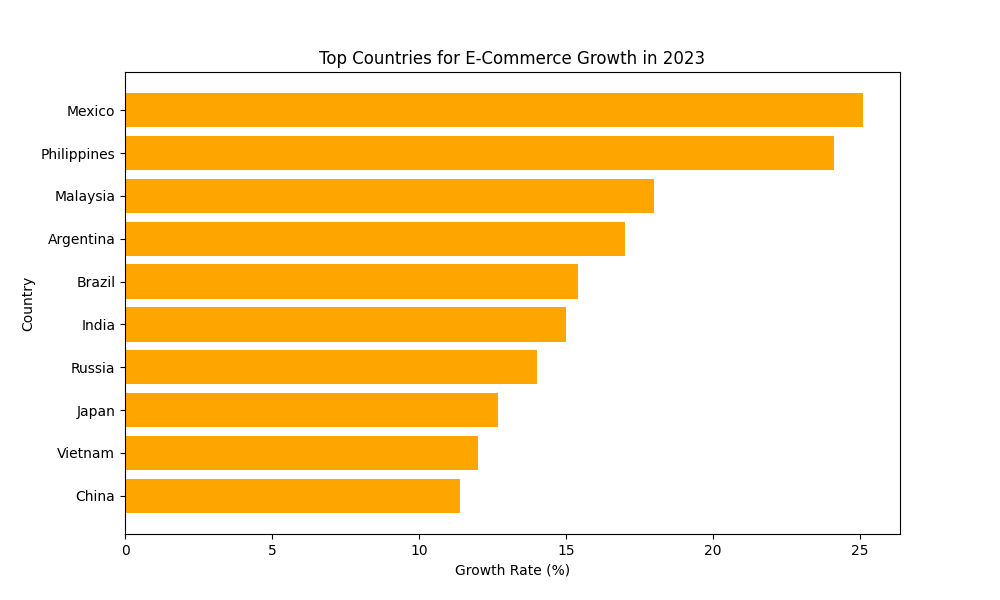 Top Countries for E-Commerce Growth in 2023
Country
Mexico
Philippines
Malaysia
Argentina
Brazil
India
Russia
Japan
Vietnam
China
0 5 10 15 20 25
Growth Rate (%)